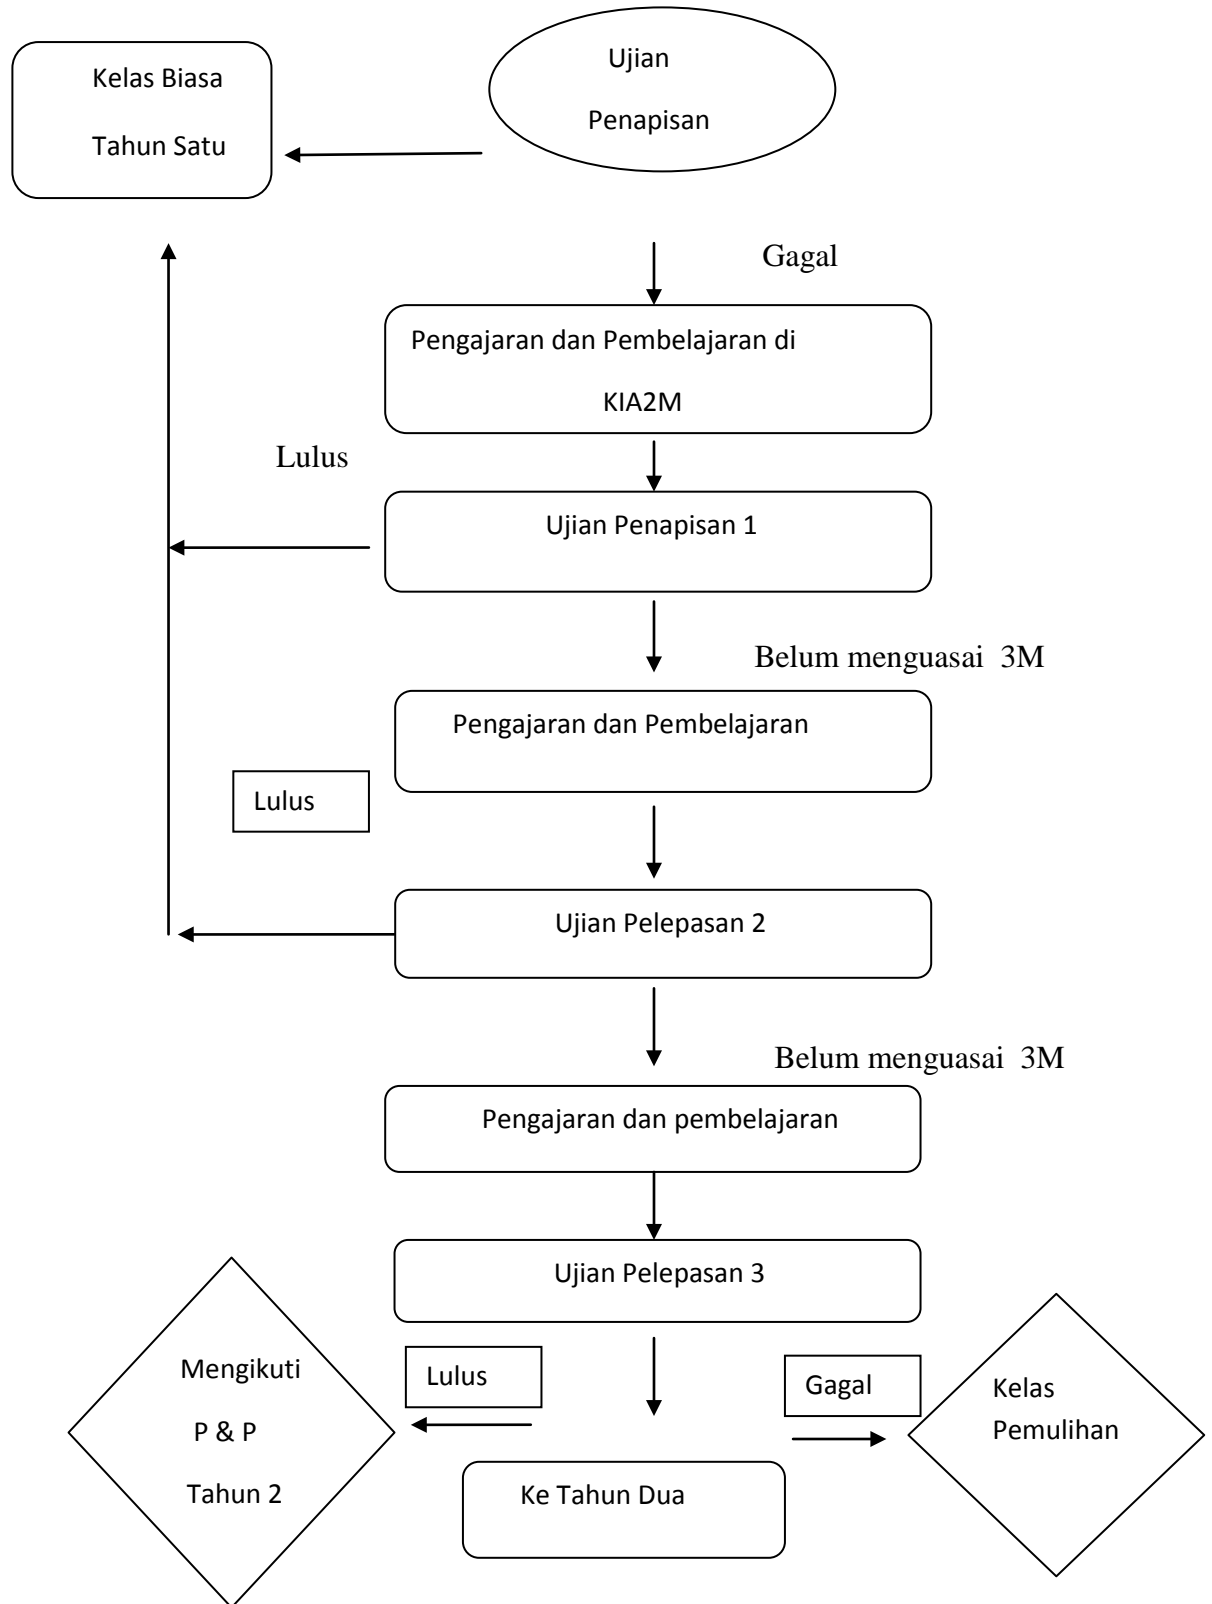 Kelas Biasa
Tahun Satu
Ujian
Penapisan
Gagal
Pengajaran dan Pembelajaran di
KIA2M
Lulus
Ujian Penapisan 1
Belum menguasai 3M
Pengajaran dan Pembelajaran
Lulus
Ujian Pelepasan 2
Belum menguasai 3M
Pengajaran dan pembelajaran
Ujian Pelepasan 3
Mengikuti
P & P
Tahun 2
Lulus
Gagal
Kelas
Pemulihan
Ke Tahun Dua